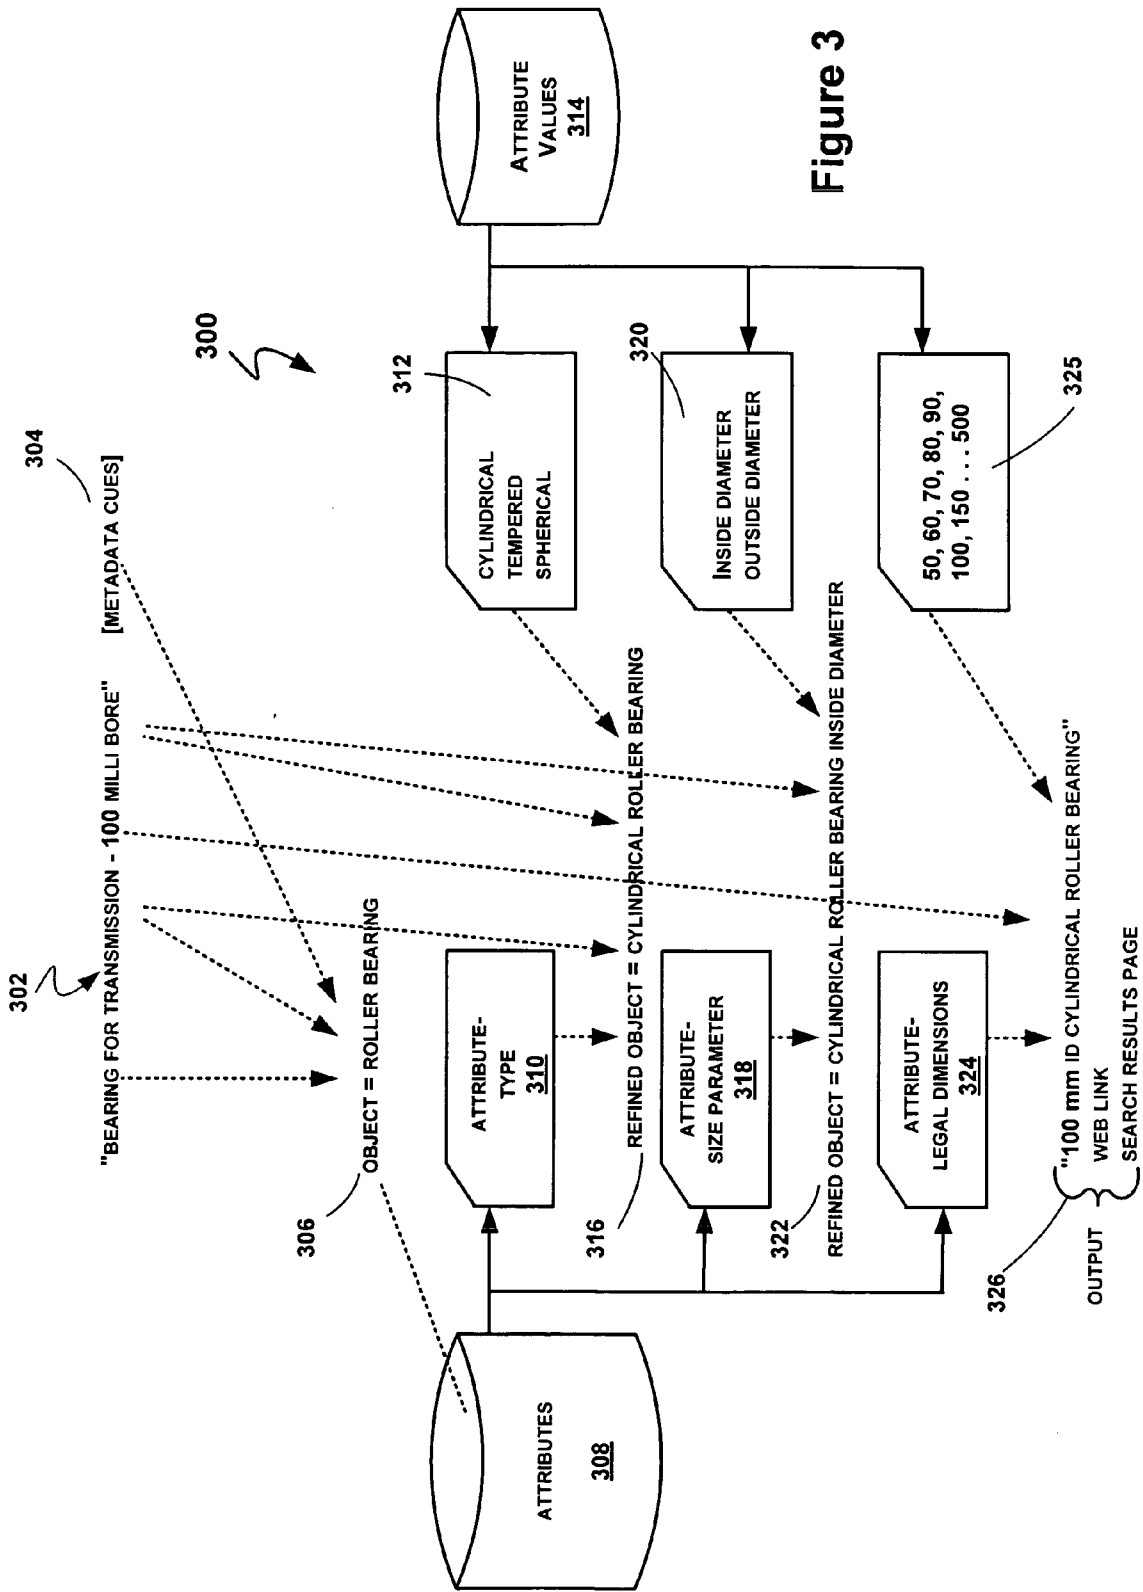 302
304
"BEARING FOR TRANSMISSION - 100 MILLI BORE" [METADATA CUES]
300
306
OBJECT = ROLLER BEARING
ATTRIBUTES
308
ATTRIBUTE-
TYPE
310
312
CYLINDRICAL
TEMPERED
SPHERICAL
ATTRIBUTE
VALUES
314
316
REFINED OBJECT = CYLINDRICAL ROLLER BEARING
ATTRIBUTE-
SIZE PARAMETER
318
320
INSIDE DIAMETER
OUTSIDE DIAMETER
322
REFINED OBJECT = CYLINDRICAL ROLLER BEARING INSIDE DIAMETER
ATTRIBUTE-
LEGAL DIMENSIONS
324
50, 60, 70, 80, 90,
100, 150 . . . 500
325
326
OUTPUT
"100 mm ID CYLINDRICAL ROLLER BEARING"
WEB LINK
SEARCH RESULTS PAGE
Figure 3